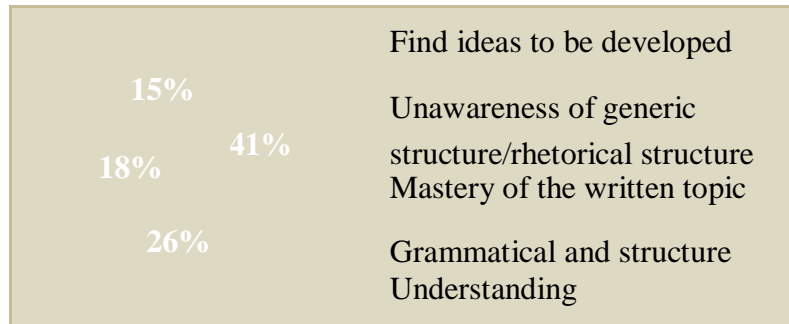 15%
41%
18%
26%
Find ideas to be developed
Unawareness of generic
structure/rhetorical structure
Mastery of the written topic
Grammatical and structure
Understanding